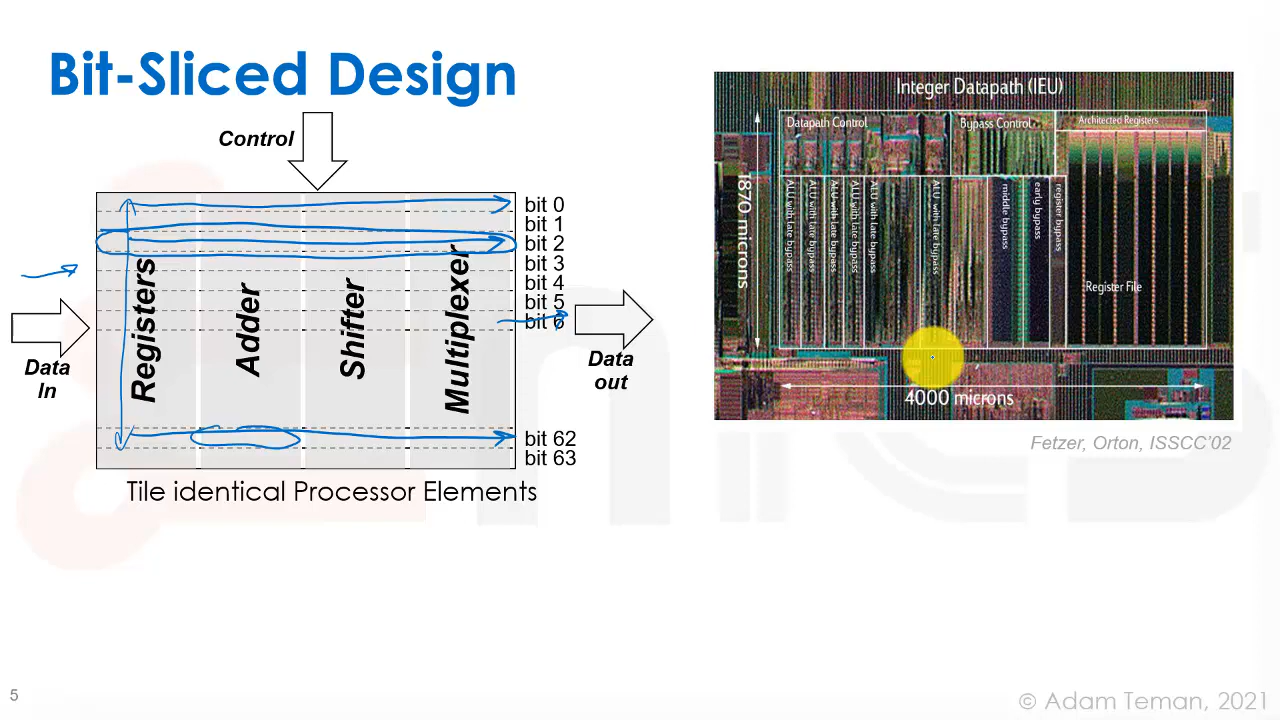 Bit-Sliced Design
Control
bit 0
bit 1
bit 2
bit 3
bit 4
bit 5
bit 6
bit 62
bit 63
Data
In
Registers
Adder
Shifter
Multiplexer
Data
out
Tile identical Processor Elements
Integer Datapath (IEU)
Datapath Control
Bypass Control
Architected Registers
1870 microns
ALU with late bypass
ALU with late bypass
ALU with late bypass
ALU with late bypass
ALU with late bypass
ALU with late bypass
middle bypass
early bypass
register bypass
Register File
4000 microns
Fetzer, Orton, ISSCC’02
5
© Adam Teman, 2021